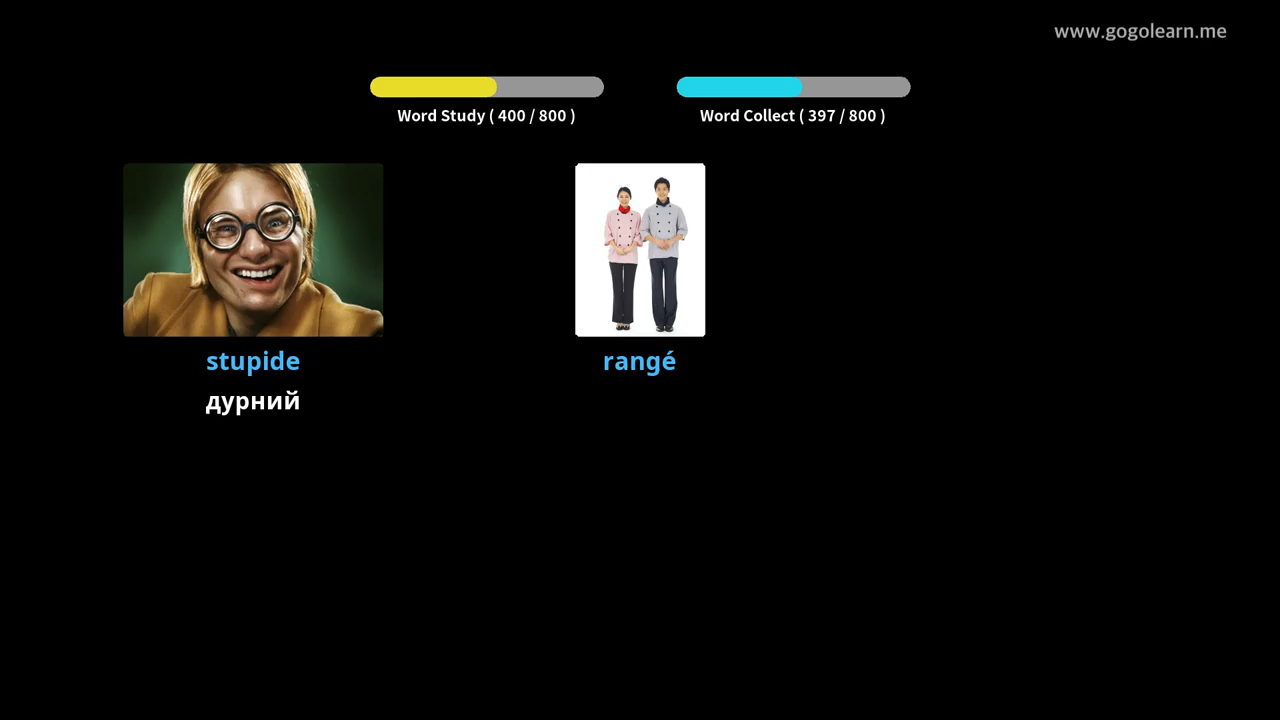 www.gogolearn.me
Word Study ( 400 / 800 )
Word Collect ( 397 / 800 )
stupide
дурний
rangé